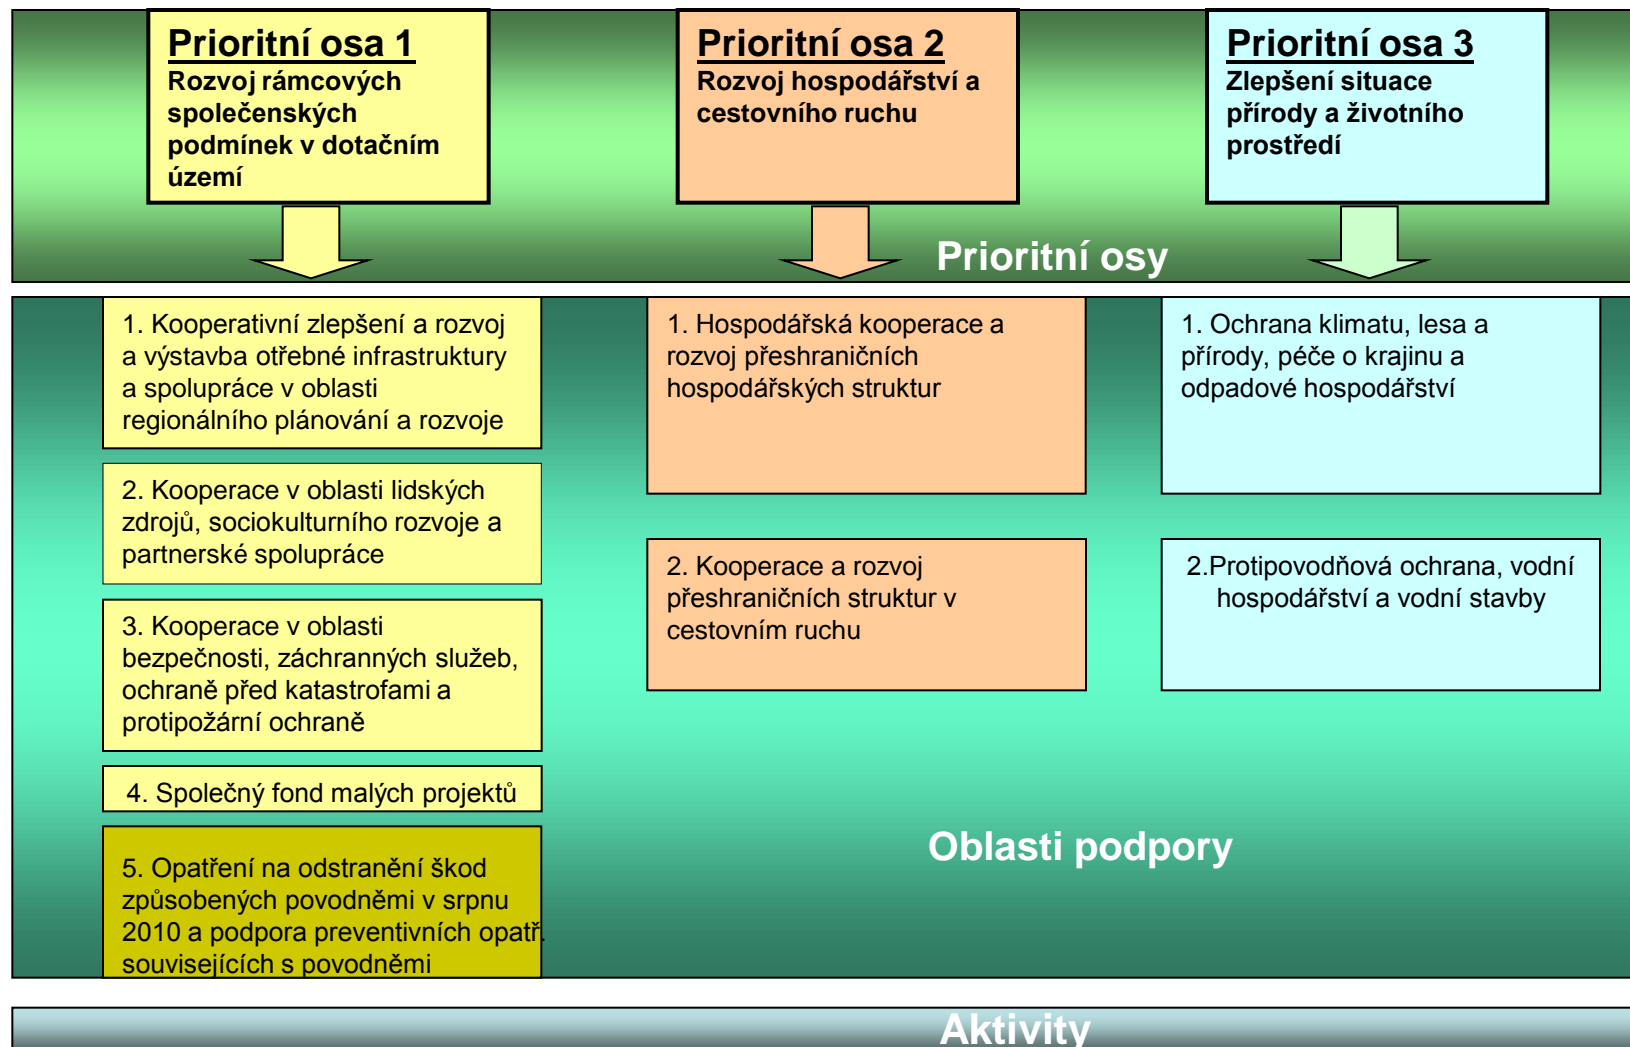 Prioritní osa 1
Rozvoj rámcových
společenských
podmínek v dotačním
území
Prioritní osa 2
Rozvoj hospodářství a
cestovního ruchu
Prioritní osa 3
Zlepšení situace
přírody a životního
prostředí
Prioritní osy
1. Kooperativní zlepšení a rozvoj
a výstavba otřebné infrastruktury
a spolupráce v oblasti
regionálního plánování a rozvoje
2. Kooperace v oblasti lidských
zdrojů, sociokulturního rozvoje a
partnerské spolupráce
3. Kooperace v oblasti
bezpečnosti, záchranných služeb,
ochraně před katastrofami a
protipožární ochraně
4. Společný fond malých projektů
5. Opatření na odstranění škod
způsobených povodněmi v srpnu
2010 a podpora preventivních opatř.
souvisejících s povodněmi
1. Hospodářská kooperace a
rozvoj přeshraničních
hospodářských struktur
2. Kooperace a rozvoj
přeshraničních struktur v
cestovním ruchu
1. Ochrana klimatu, lesa a
přírody, péče o krajinu a
odpadové hospodářství
2.Protipovodňová ochrana, vodní
hospodářství a vodní stavby
Oblasti podpory
Aktivity